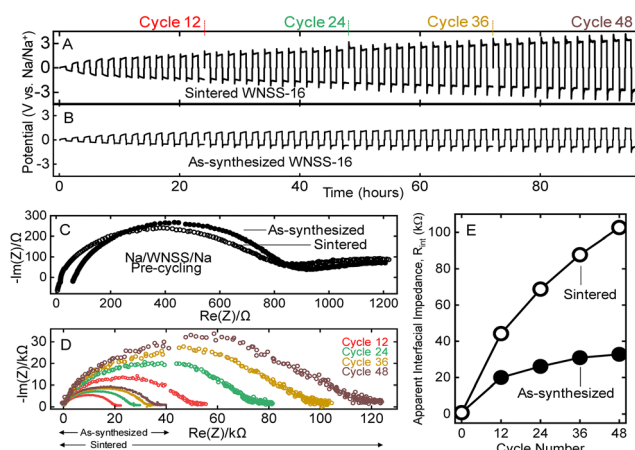 Cycle 12 Cycle 24 Cycle 36 Cycle 48
Potential (V vs. Na/Na⁺)
3
0
-3
A
Sintered WNSS-16
3
0
-3
B
As-synthesized WNSS-16
0 20 40 60 80
Time (hours)
-Im(Z)/Ω
300
200
100
0
C
As-synthesized
Sintered
Na/WNSS/Na
Pre-cycling
0 200 400 600 800 1000 1200
Re(Z)/Ω
-Im(Z)/kΩ
30
20
10
0
D
Cycle 12
Cycle 24
Cycle 36
Cycle 48
0 20 40 60 80 100 120
As-synthesized
Re(Z)/kΩ
Sintered
Apparent Interfacial Impedance, Rint (kΩ)
100
80
60
40
20
0
E
Sintered
As-synthesized
0 12 24 36 48
Cycle Number